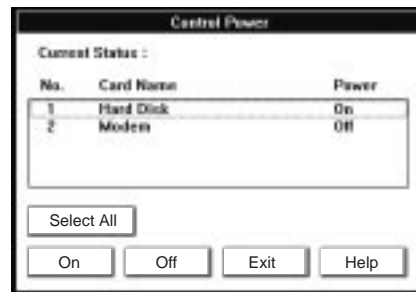 Control Power
Current Status :
No. Card Name Power
1 Hard Disk On
2 Modem Off
Select All
On Off Exit Help